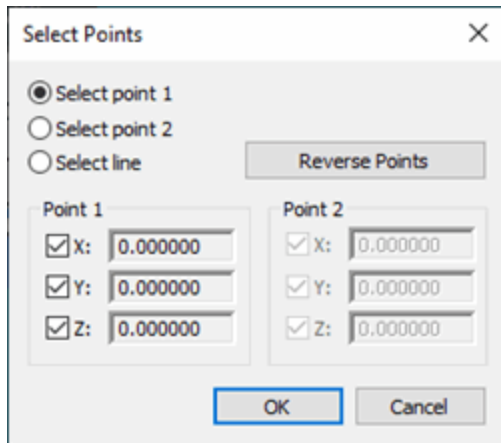 Select Points
Select point 1
Select point 2
Select line
Reverse Points
Point 1
X: 0.000000
Y: 0.000000
Z: 0.000000
Point 2
X: 0.000000
Y: 0.000000
Z: 0.000000
OK
Cancel